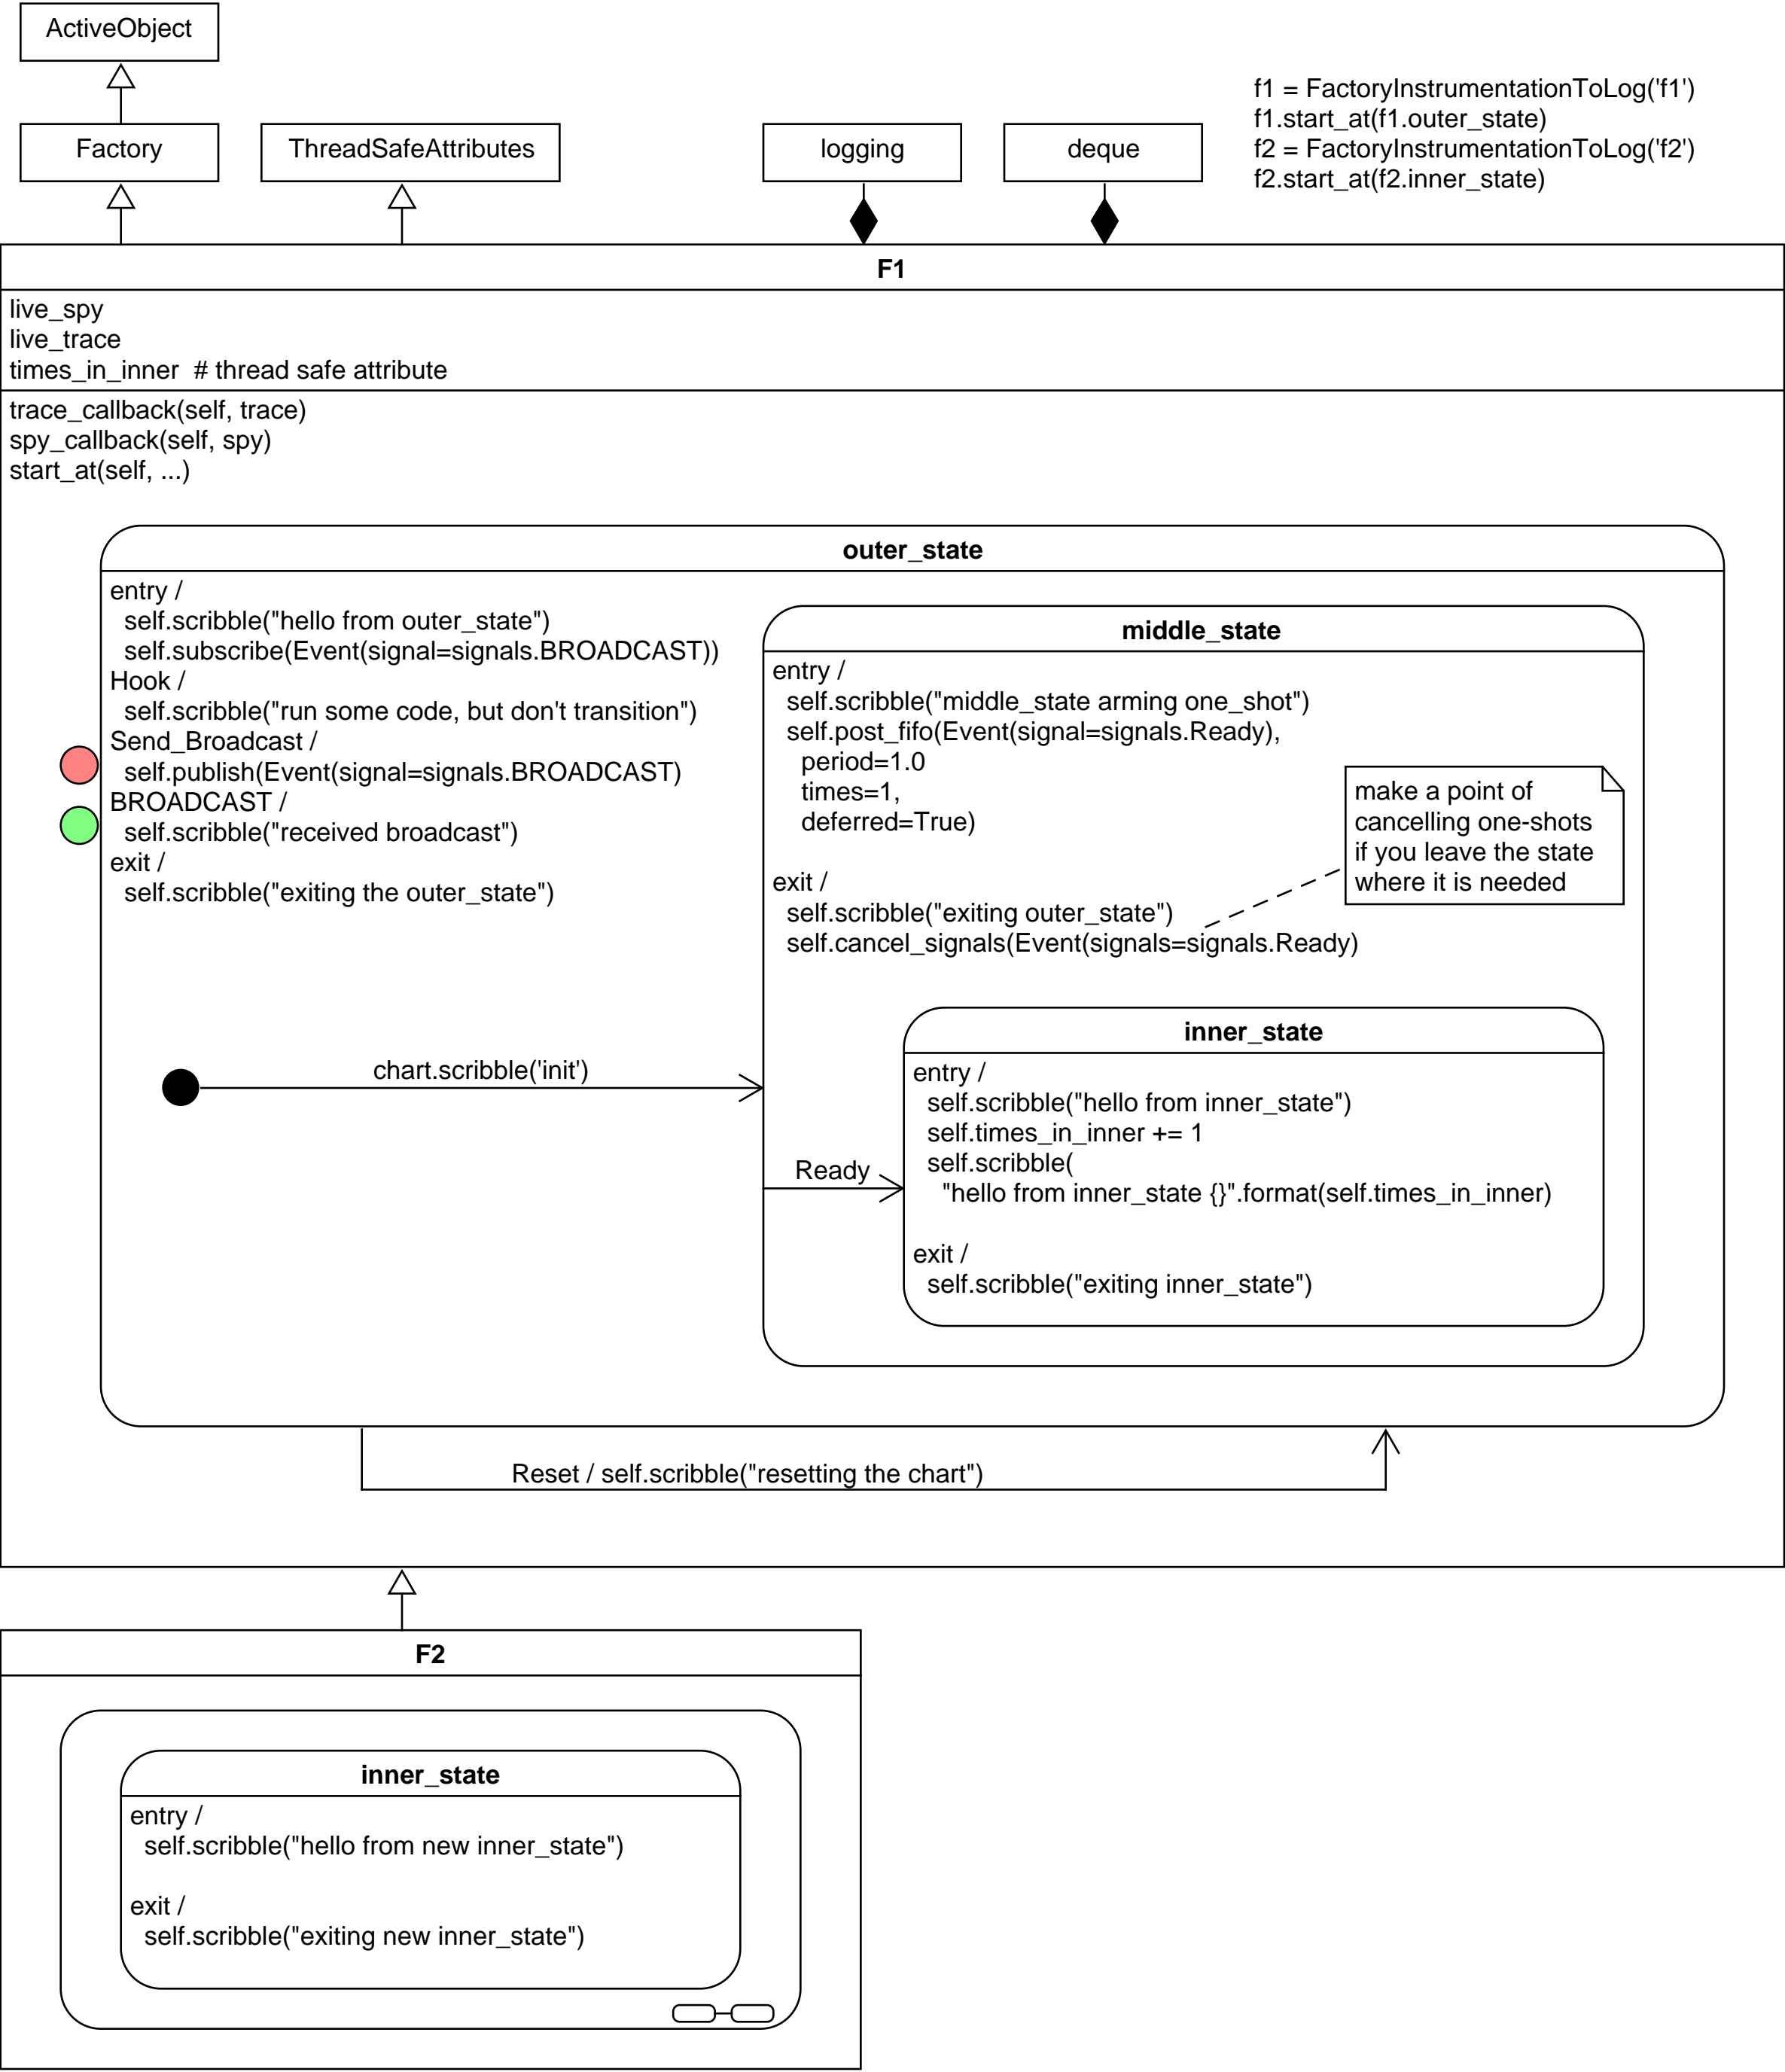 ActiveObject
f1 = FactoryInstrumentationToLog('f1')
f1.start_at(f1.outer_state)
f2 = FactoryInstrumentationToLog('f2')
f2.start_at(f2.inner_state)
Factory
ThreadSafeAttributes
logging
deque
F1
live_spy
live_trace
times_in_inner  # thread safe attribute
trace_callback(self, trace)
spy_callback(self, spy)
start_at(self, ...)
outer_state
entry /
self.scribble("hello from outer_state")
self.subscribe(Event(signal=signals.BROADCAST))
Hook /
self.scribble("run some code, but don't transition")
Send_Broadcast /
self.publish(Event(signal=signals.BROADCAST)
BROADCAST /
self.scribble("received broadcast")
exit /
self.scribble("exiting the outer_state")
middle_state
entry /
self.scribble("middle_state arming one_shot")
self.post_fifo(Event(signal=signals.Ready),
period=1.0
times=1,
deferred=True)
make a point of
cancelling one-shots
if you leave the state
where it is needed
exit /
self.scribble("exiting outer_state")
self.cancel_signals(Event(signals=signals.Ready)
chart.scribble('init')
Ready
inner_state
entry /
self.scribble("hello from inner_state")
self.times_in_inner += 1
self.scribble(
"hello from inner_state {}".format(self.times_in_inner)
exit /
self.scribble("exiting inner_state")
Reset / self.scribble("resetting the chart")
F2
inner_state
entry /
self.scribble("hello from new inner_state")
exit /
self.scribble("exiting new inner_state")